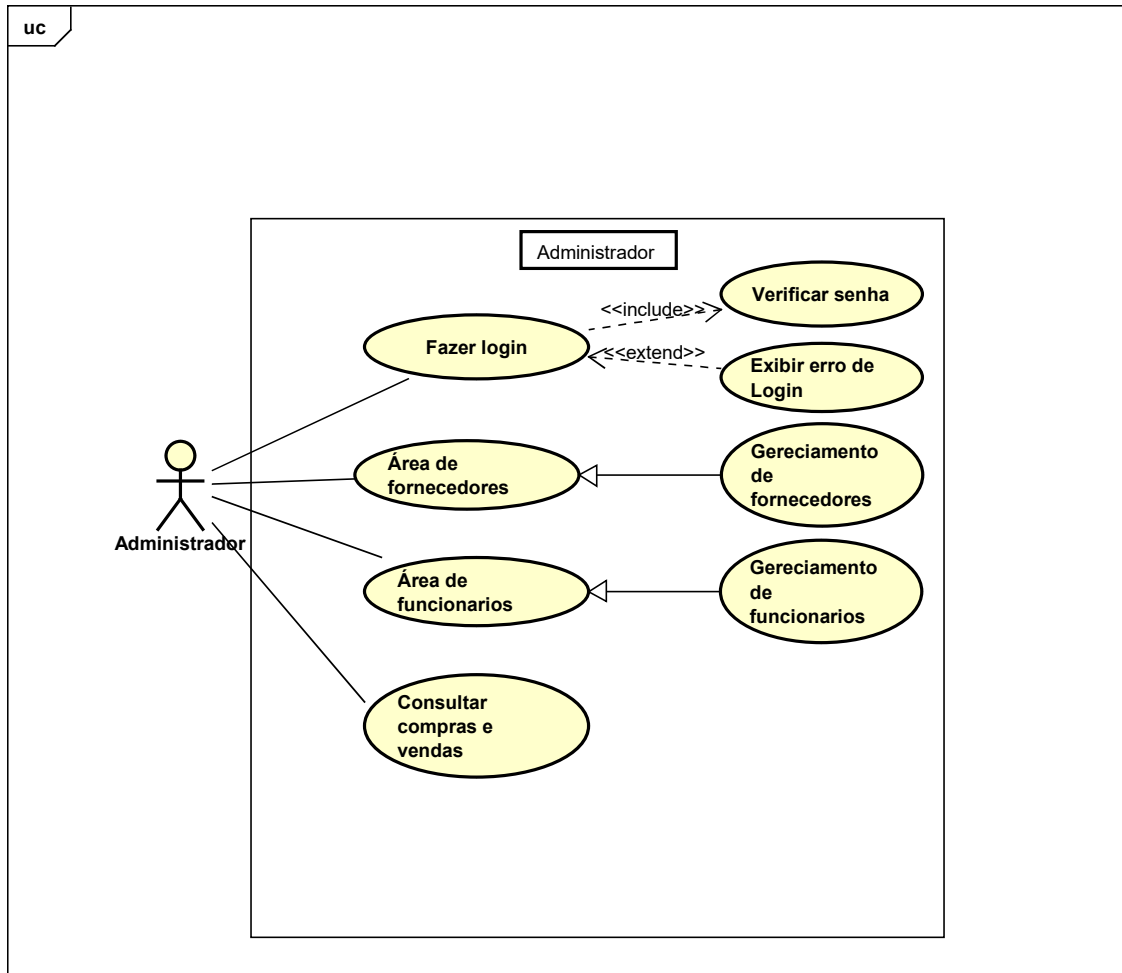 uc
Administrador
Verificar senha
<<include>>
Fazer login
<<extend>>
Exibir erro de
Login
Área de
fornecedores
Gereciamento
de
fornecedores
Administrador
Área de
funcionarios
Gereciamento
de
funcionarios
Consultar
compras e
vendas